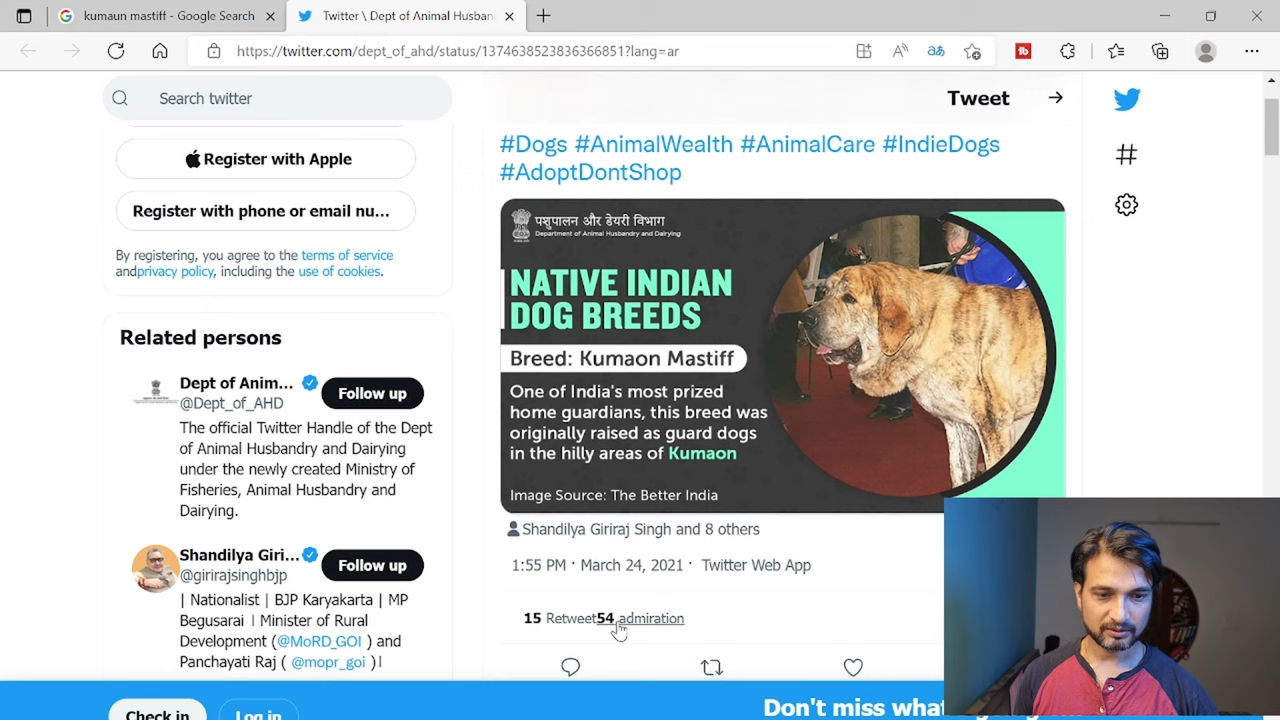 kumaun mastiff - Google Search
Twitter \ Dept of Animal Husban
https://twitter.com/dept_of_ahd/status/1374638523836366851?lang=ar
Search twitter
Register with Apple
Register with phone or email nu...
By registering, you agree to the terms of service
andprivacy policy, including the use of cookies.
Related persons
Dept of Anim...
@Dept_of_AHD
Follow up
The official Twitter Handle of the Dept
of Animal Husbandry and Dairying
under the newly created Ministry of
Fisheries, Animal Husbandry and
Dairying.
Shandilya Giri...
@girirajsinghbjp
Follow up
| Nationalist | BJP Karyakarta | MP
Begusarai | Minister of Rural
Development (@MoRD_GOI ) and
Panchayati Raj ( @mopr_goi )|
Tweet
#Dogs #AnimalWealth #AnimalCare #IndieDogs
#AdoptDontShop
पशुपालन और डेयरी विभाग
Department of Animal Husbandry and Dairying
NATIVE INDIAN
DOG BREEDS
Breed: Kumaon Mastiff
One of India's most prized
home guardians, this breed was
originally raised as guard dogs
in the hilly areas of Kumaon
Image Source: The Better India
Shandilya Giriraj Singh and 8 others
1:55 PM · March 24, 2021 · Twitter Web App
15 Retweet54 admiration
Check in
Log in
Don't miss what